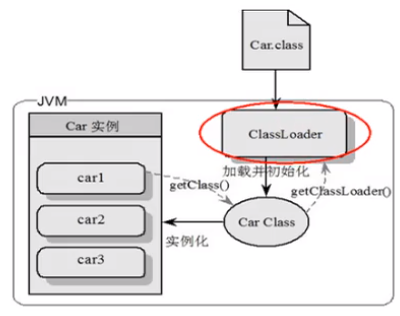 Car.class
JVM
Car 实例
ClassLoader
car1
加载并初始化
getClass()
getClassLoader()
car2
Car Class
实例化
car3